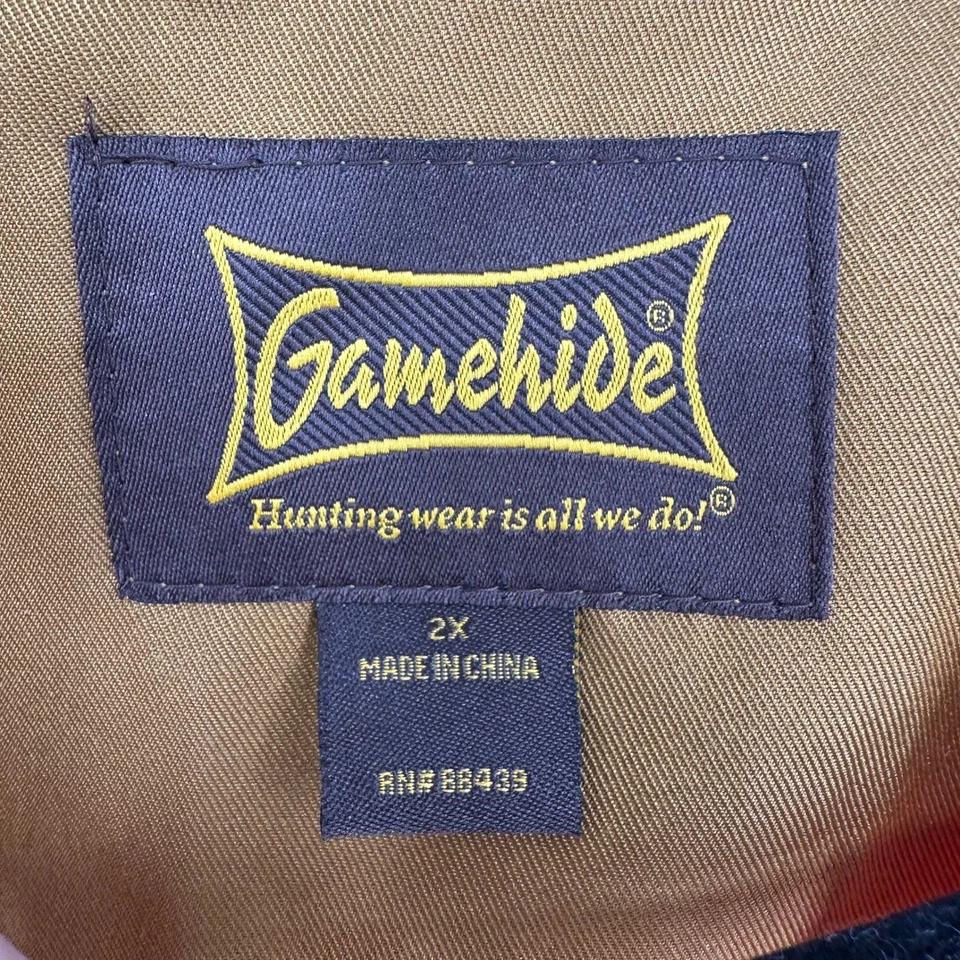 Gamehide®
Hunting wear is all we do!®
2X
MADE IN CHINA
RN# 88439